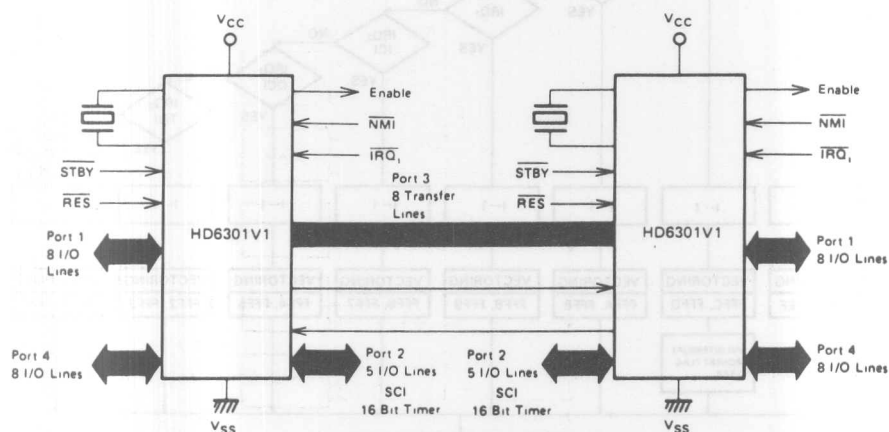 VCC
VCC
Enable
NMI
IRQ1
STBY
RES
Port 3
8 Transfer
Lines
HD6301V1
Port 1
8 I/O
Lines
Port 4
8 I/O Lines
Port 2
5 I/O Lines
SCI
16 Bit Timer
VSS
Enable
NMI
IRQ1
STBY
RES
HD6301V1
Port 1
8 I/O Lines
Port 4
8 I/O Lines
Port 2
5 I/O Lines
SCI
16 Bit Timer
VSS